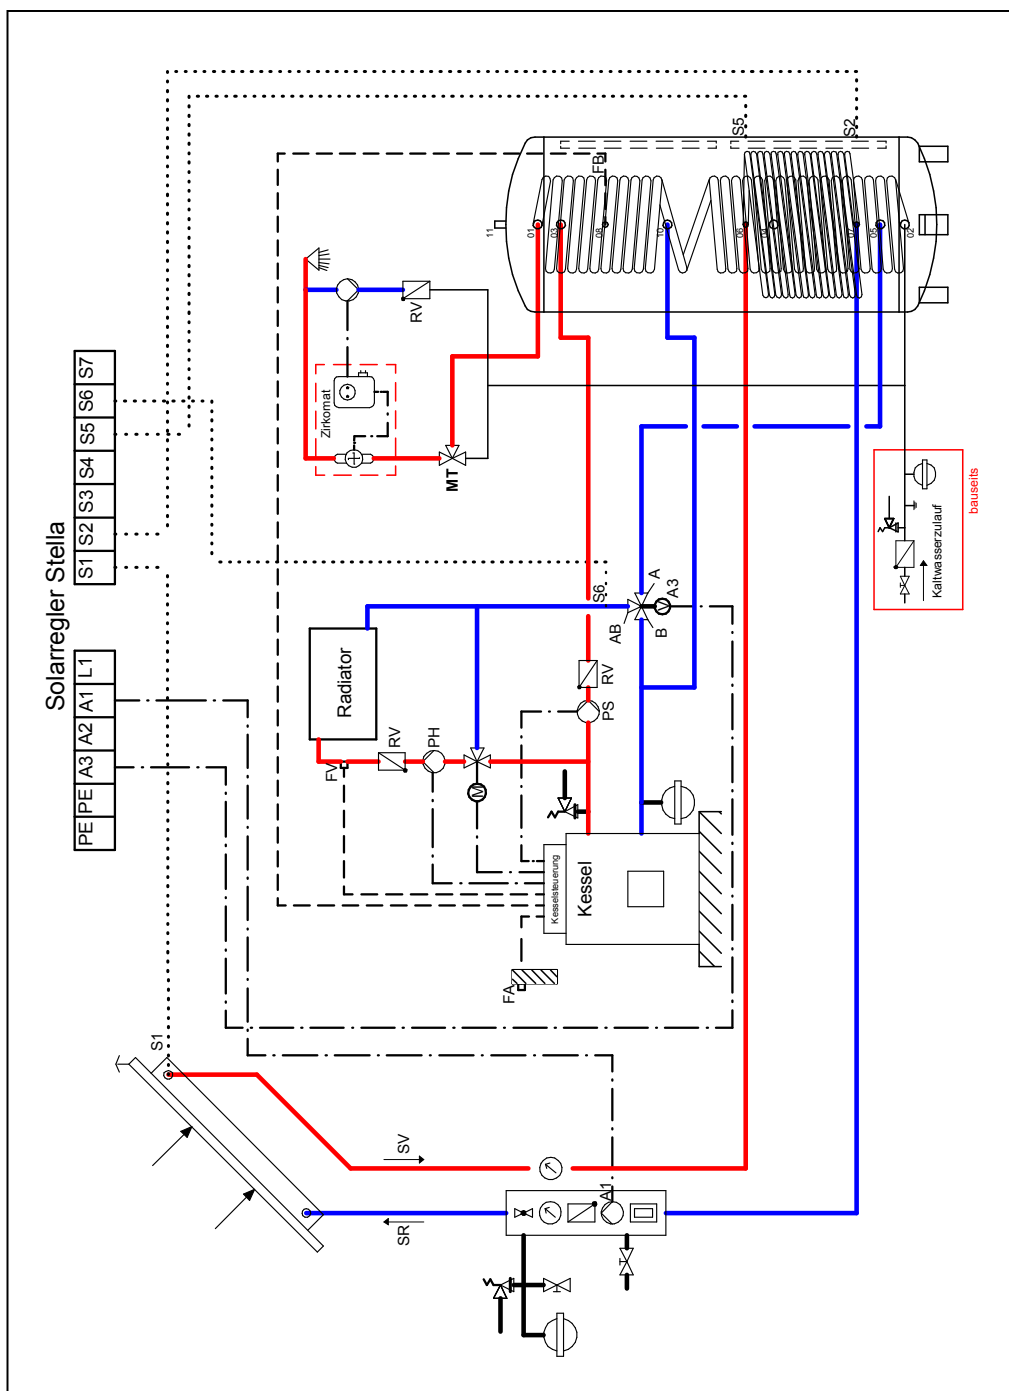 Solarregler Stella
S1 S2 S3 S4 S5 S6 S7
PE PE A3 A2 A1 L1
S5
S2
FB
11
01
03
08
10
06
04
07
05
02
RV
Zirkomat
MT
bauseits
Kaltwasserzulauf
S6
A
A3
AB
B
Radiator
RV
PS
RV
PH
FV
M
Kesselsteuerung
Kessel
FA
S1
SV
SR
A1